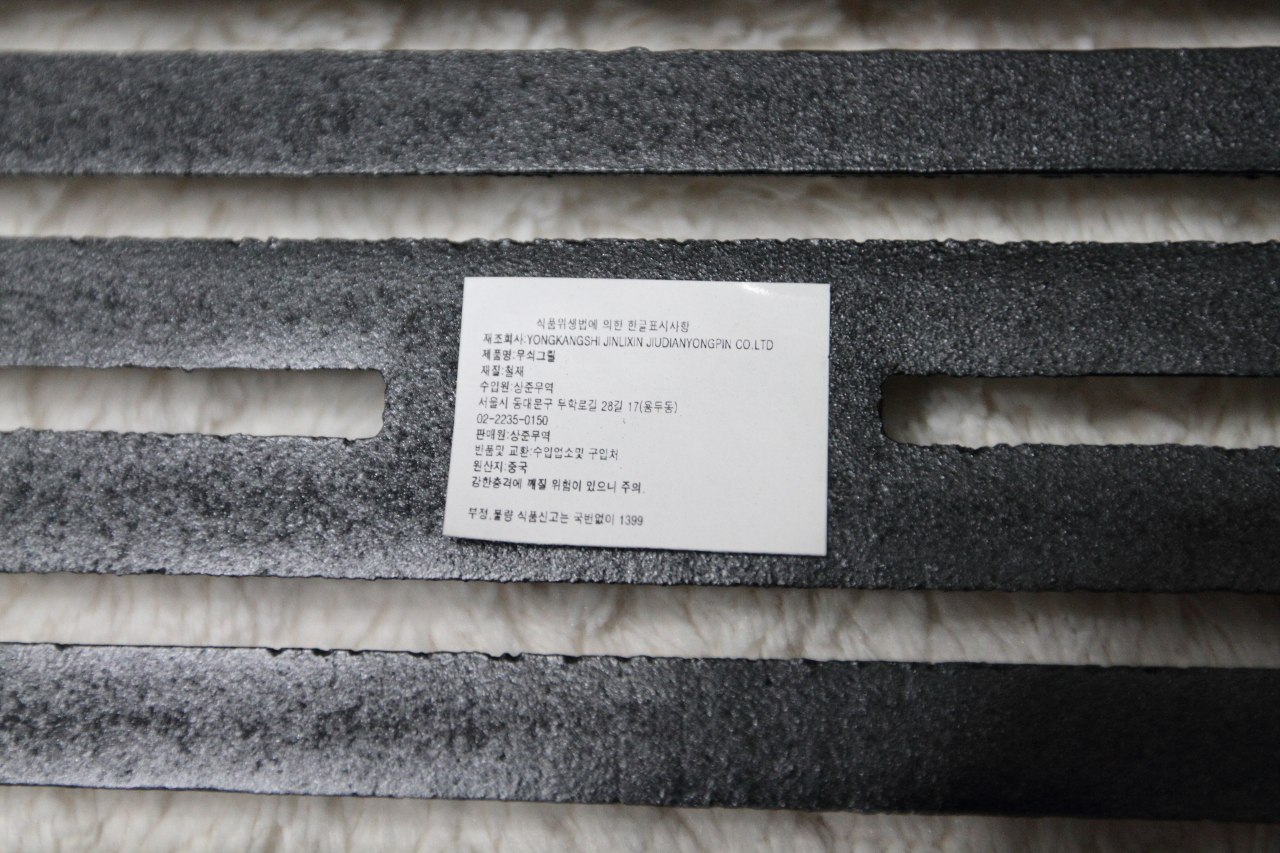 식품위생법에 의한 한글표시사항
제조회사:YONGKANGSHI JINLIXIN JIUDIANYONGPIN CO.LTD
제품명:무쇠그릴
재질:철재
수입원:상준무역
서울시 동대문구 무학로길 28길 17(용두동)
02-2235-0150
판매원:상준무역
반품및 교환:수입업소및 구입처
원산지:중국
강한충격에 깨질 위험이 있으니 주의.
부정,불량 식품신고는 국번없이 1399